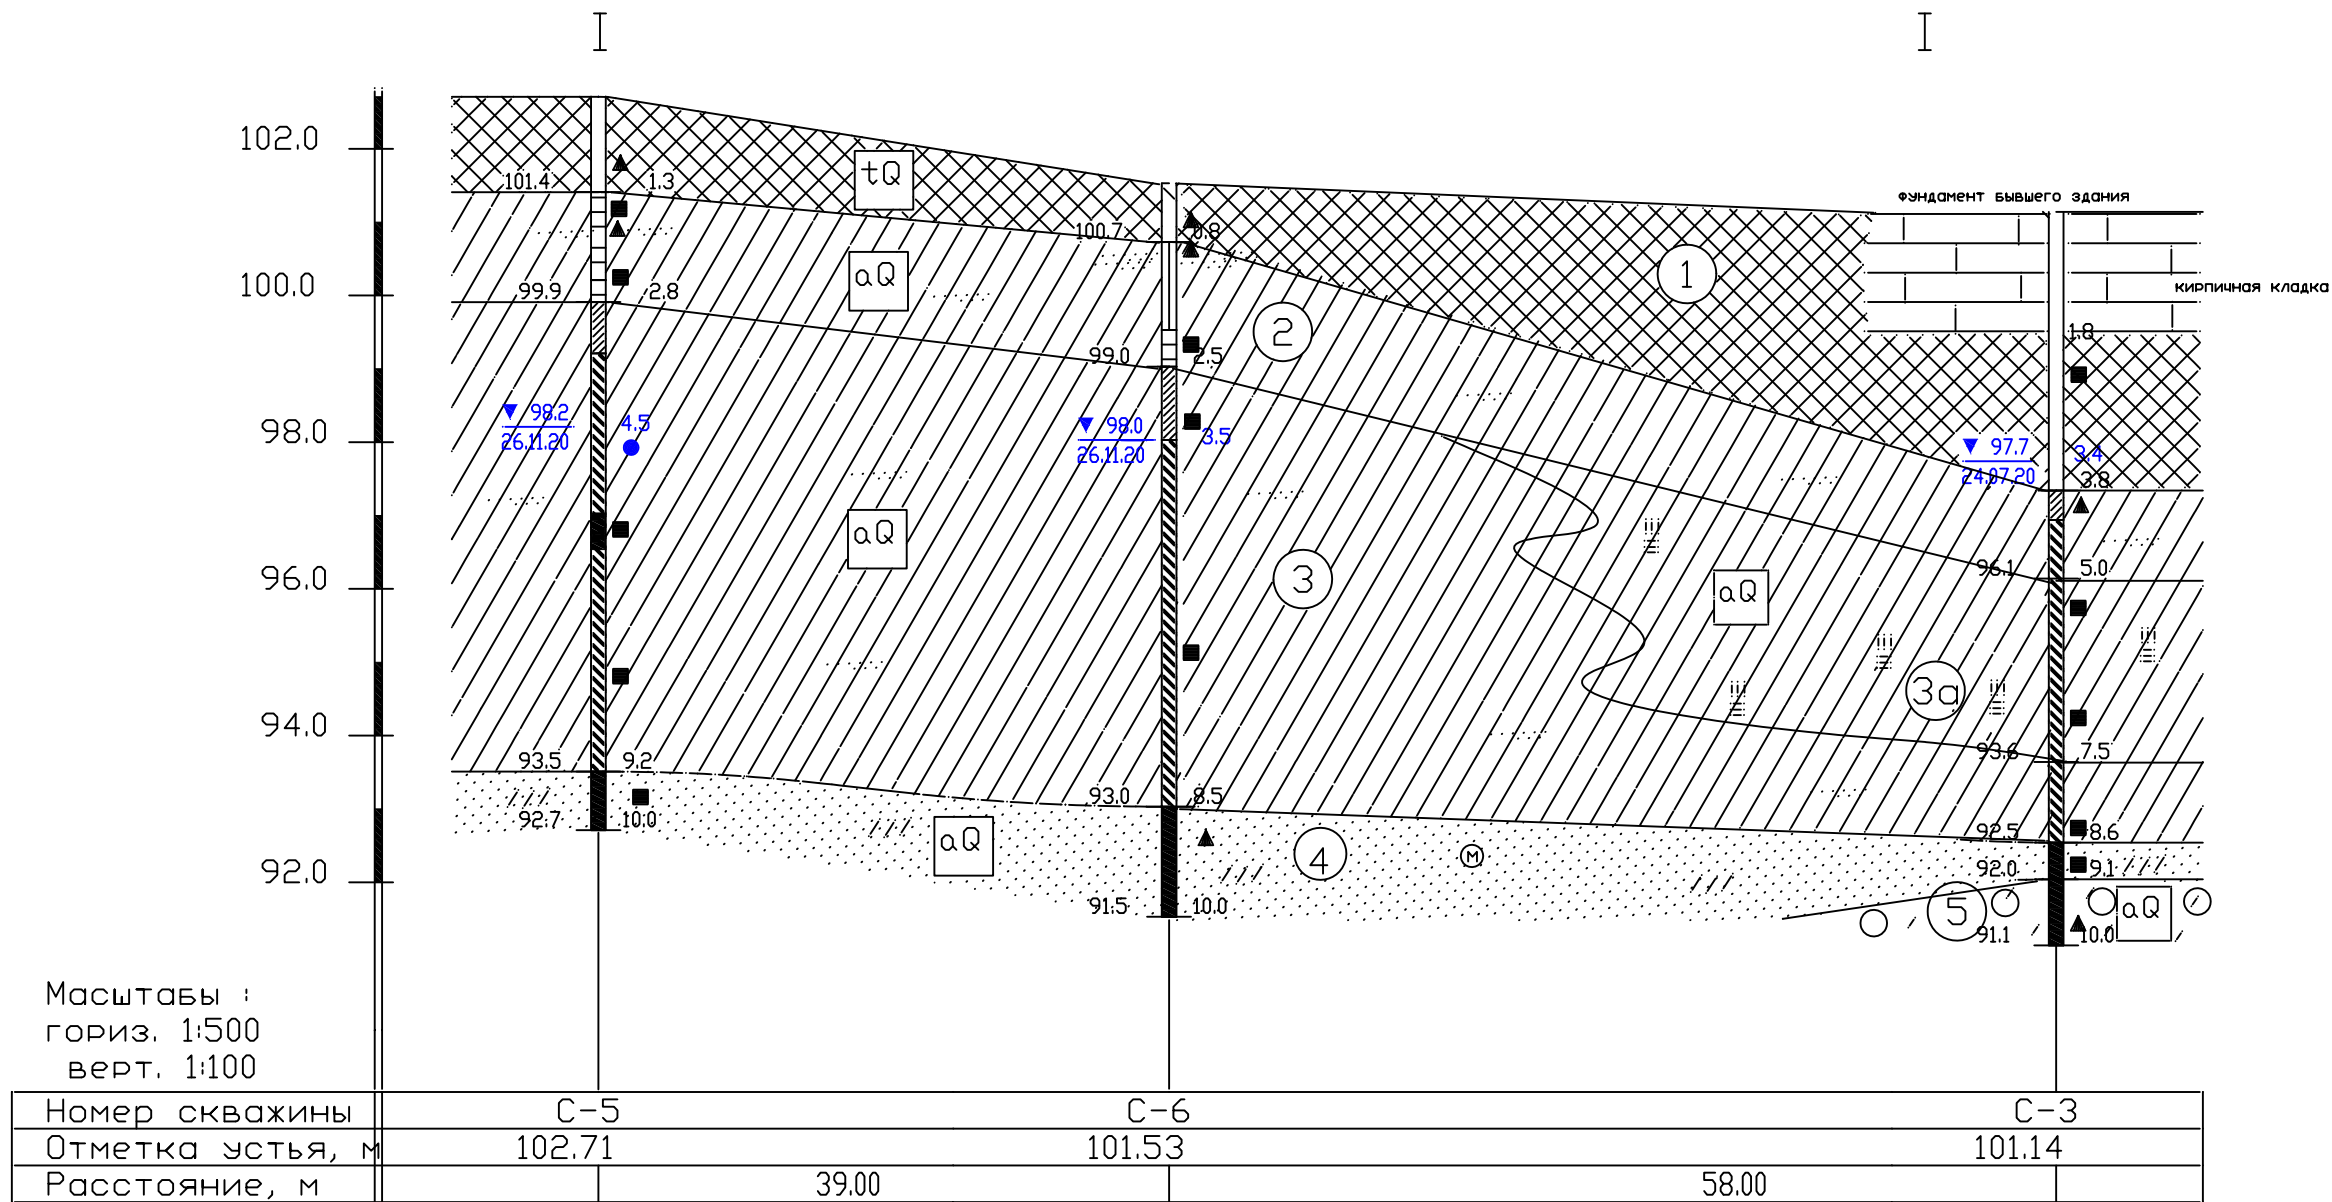 I I
102.0
tQ
101.4 1.3
фундамент бывшего здания
100.7 0.8
aQ
1
100.0
99.9 2.8
кирпичная кладка
2
1.8
99.0 2.5
98.2 4.5
26.11.20
98.0 3.5
26.11.20
98.0
97.7 3.4
24.07.20
3.8
aQ
96.0
96.1 5.0
3
aQ
3а
94.0
93.5 9.2
93.6 7.5
93.0 8.5
92.7 10.0
aQ
4
м
92.5 8.6
92.0
92.0 9.1
91.5 10.0
5
aQ
91.1 10.0
Масштабы :
гориз. 1:500
верт. 1:100
Номер скважины С-5 С-6 С-3
Отметка устья, м 102.71 101.53 101.14
Расстояние, м 39.00 58.00